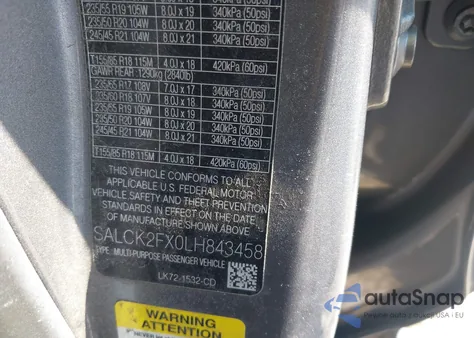 235/55 R19 105W 8.0J x 19 340kPa (50psi)
235/50 R20 104W 8.0J x 20 340kPa (50psi)
245/45 R21 104W 8.0J x 21 340kPa (50psi)
T155/85 R18 115M 4.0J x 18 420kPa (60psi)
GAWR REAR : 1290kg (2840lb)
235/65 R17 108V 7.0J x 17 340kPa (50psi)
235/60 R18 107V 8.0J x 18 340kPa (50psi)
235/55 R19 105W 8.0J x 19 340kPa (50psi)
235/50 R20 104W 8.0J x 20 340kPa (50psi)
245/45 R21 104W 8.0J x 21 340kPa (50psi)
T155/85 R18 115M 4.0J x 18 420kPa (60psi)
THIS VEHICLE CONFORMS TO ALL
APPLICABLE U.S. FEDERAL MOTOR
VEHICLE SAFETY AND THEFT PREVENTION
STANDARDS IN EFFECT ON THE DATE
OF MANUFACTURE SHOWN ABOVE.
SALCK2FX0LH843458
TYPE : MULTI-PURPOSE PASSENGER VEHICLE
LK72-1532-CD
WARNING
ATTENTION
autoSnap